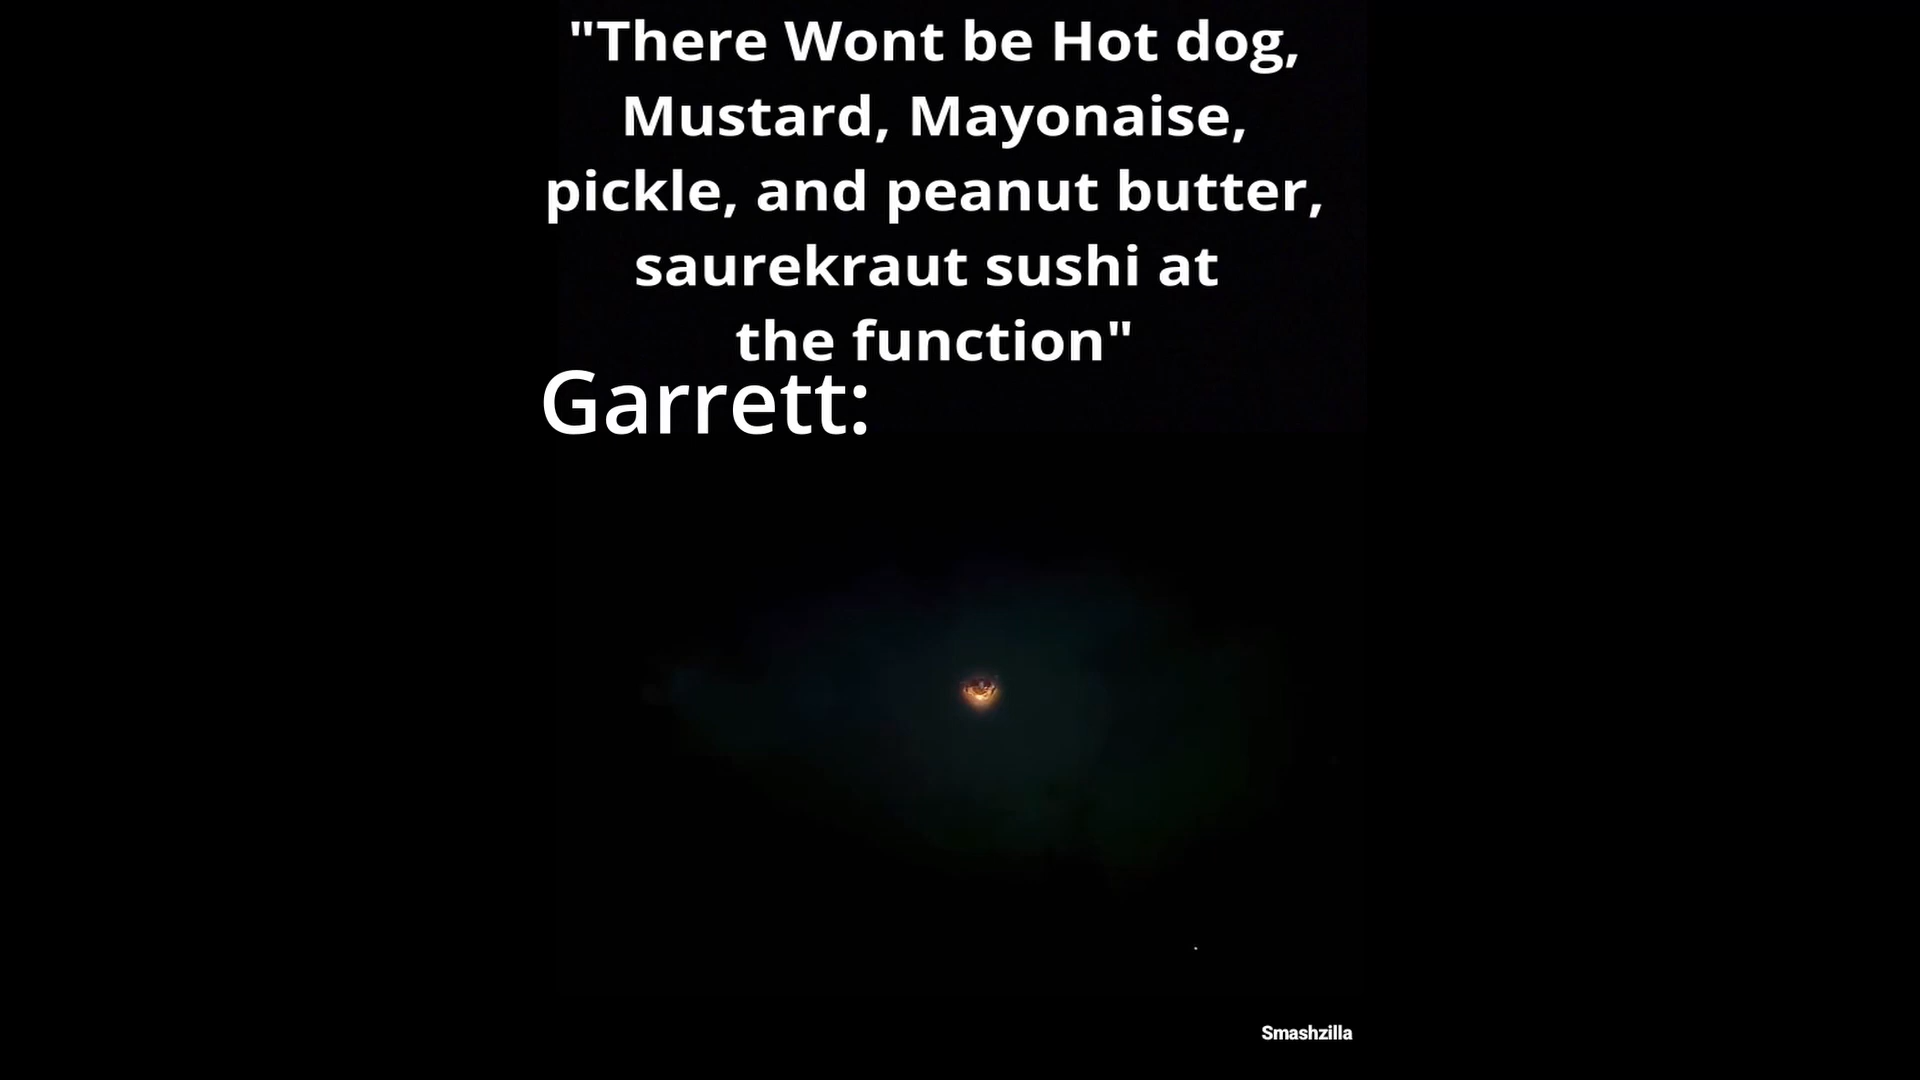 "There Wont be Hot dog,
Mustard, Mayonaise,
pickle, and peanut butter,
saurekraut sushi at
the function"
Garrett:
Smashzilla